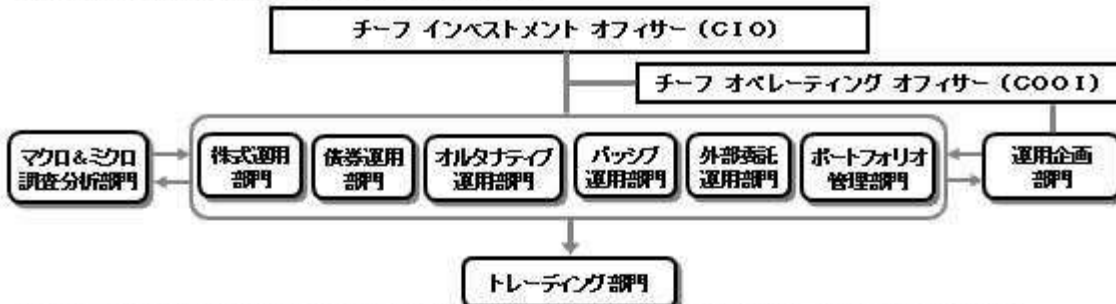 チーフ インベストメント オフィサー (CIO)
チーフ オペレーティング オフィサー (COOI)
マクロ&ミクロ
調査分析部門
株式運用
部門
債券運用
部門
オルタナティブ
運用部門
パッシブ
運用部門
外部委託
運用部門
ポートフォリオ
管理部門
運用企画
部門
トレーディング部門